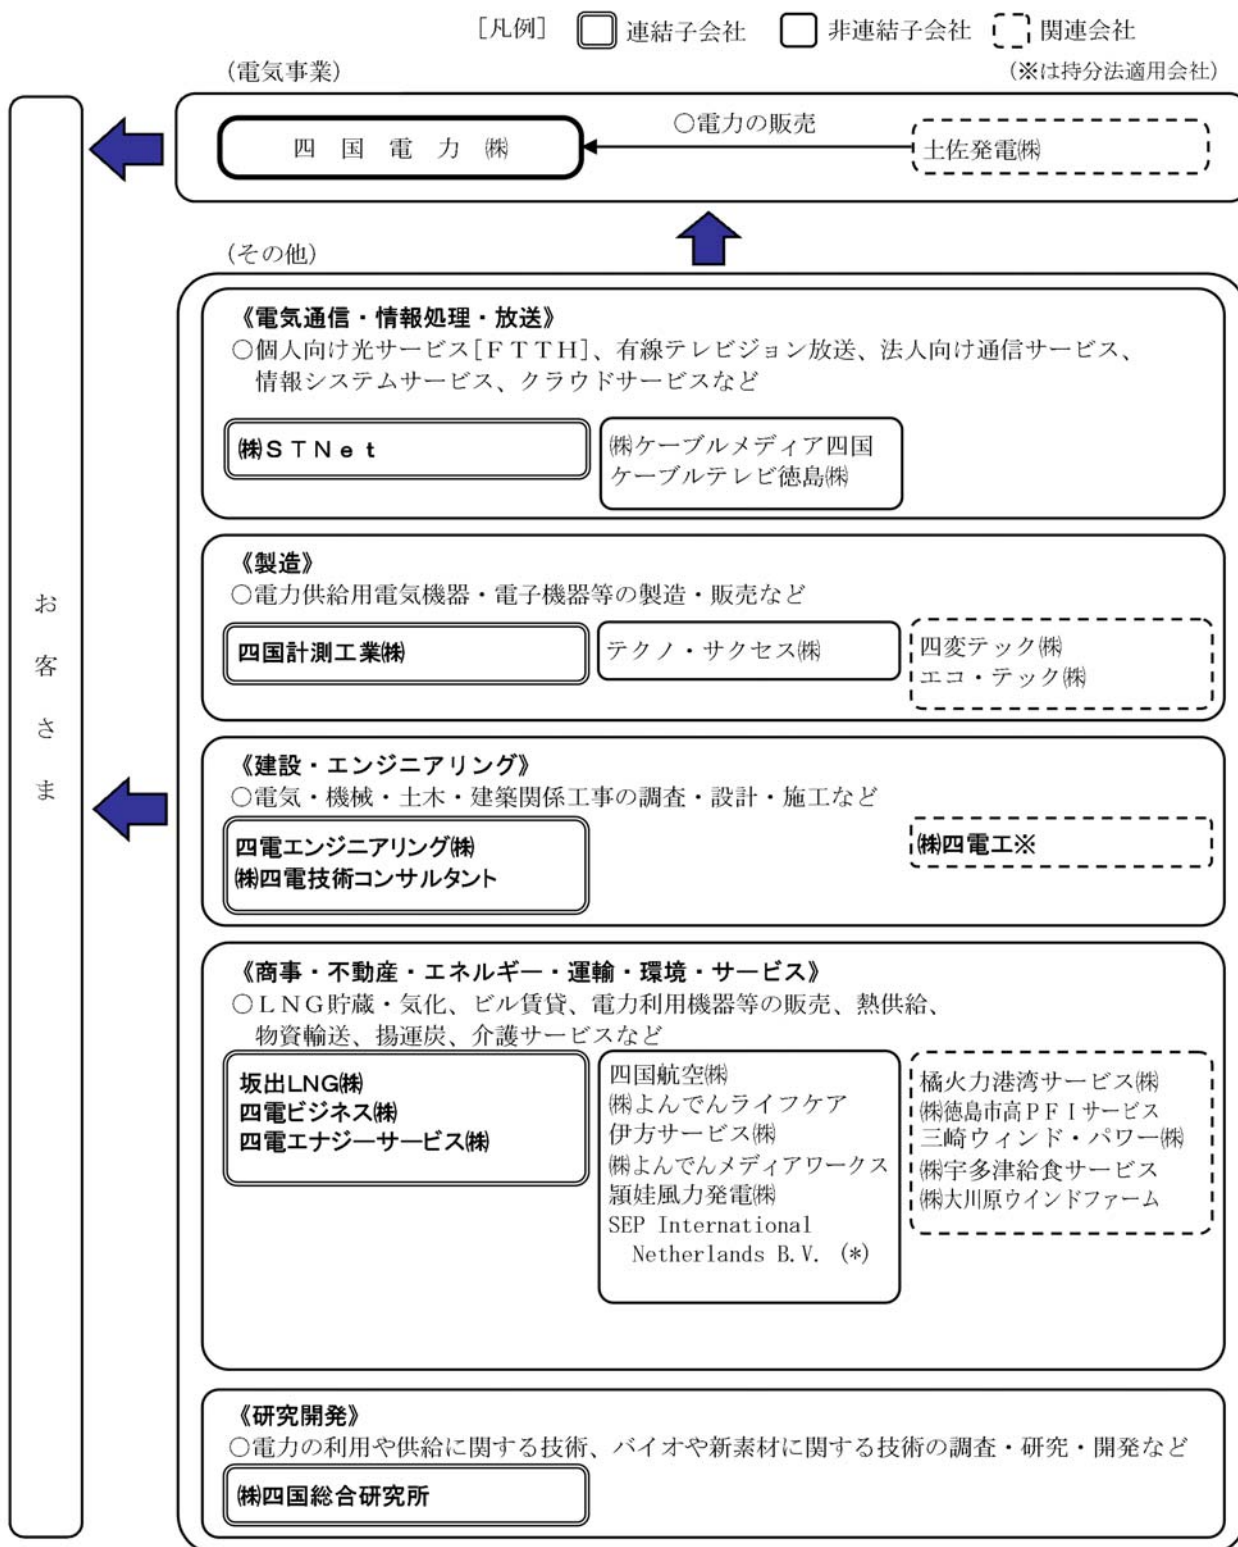 [凡例] 連結子会社 非連結子会社 関連会社
(電気事業) (※は持分法適用会社)
四国電力㈱
○電力の販売
土佐発電㈱
(その他)
《電気通信・情報処理・放送》
○個人向け光サービス[FTTH]、有線テレビジョン放送、法人向け通信サービス、
情報システムサービス、クラウドサービスなど
㈱STNet
㈱ケーブルメディア四国
ケーブルテレビ徳島㈱
《製造》
○電力供給用電気機器・電子機器等の製造・販売など
四国計測工業㈱
テクノ・サクセス㈱
四変テック㈱
エコ・テック㈱
お客さま
《建設・エンジニアリング》
○電気・機械・土木・建築関係工事の調査・設計・施工など
四電エンジニアリング㈱
㈱四電技術コンサルタント
㈱四電工※
《商事・不動産・エネルギー・運輸・環境・サービス》
○LNG貯蔵・気化、ビル賃貸、電力利用機器等の販売、熱供給、
物資輸送、揚運炭、介護サービスなど
坂出LNG㈱
四電ビジネス㈱
四電エナジーサービス㈱
四国航空㈱
㈱よんでんライフケア
伊方サービス㈱
㈱よんでんメディアワークス
頴娃風力発電㈱
SEP International
Netherlands B.V. (*)
橘火力港湾サービス㈱
㈱徳島市高PFIサービス
三崎ウィンド・パワー㈱
㈱宇多津給食サービス
㈱大川原ウインドファーム
《研究開発》
○電力の利用や供給に関する技術、バイオや新素材に関する技術の調査・研究・開発など
㈱四国総合研究所